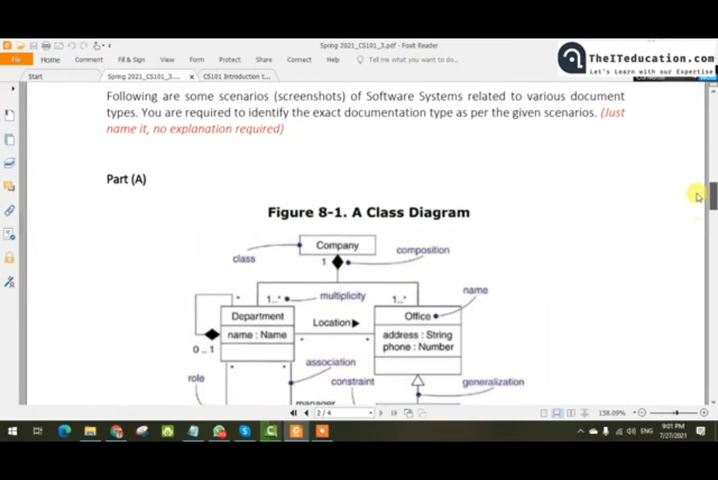 Spring 2021_CS101_3.pdf - Foxit Reader
File Home Comment Fill & Sign View Form Protect Share Connect Help Tell me what you want to do...
TheITeducation.com
Let's Learn with our Expertise
Start Spring 2021_CS101_3.... CS101 Introduction t...
Following are some scenarios (screenshots) of Software Systems related to various document
types. You are required to identify the exact documentation type as per the given scenarios. (Just
name it, no explanation required)
Part (A)
Figure 8-1. A Class Diagram
Company
class
1
composition
multiplicity
name
*
1..*
1..*
Department
Location
Office
name : Name
address : String
phone : Number
0..1
*
*
association
role
*
*
constraint
generalization
manager
2 / 4
158.09%
ENG
9:01 PM
7/27/2021